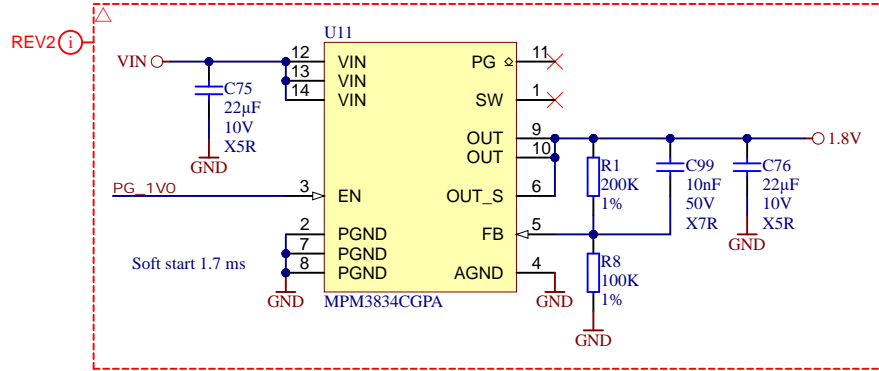 REV2 i
U11
VIN
12 VIN
13 VIN
14 VIN
C75
22µF
10V
X5R
GND
PG_1V0
3 EN
2 PGND
7 PGND
8 PGND
GND
Soft start 1.7 ms
MPM3834CGPA
PG 11
SW 1
OUT 9
OUT 10
OUT_S 6
FB 5
AGND 4
GND
R1
200K
1%
R8
100K
1%
GND
C99
10nF
50V
X7R
C76
22µF
10V
X5R
GND
1.8V